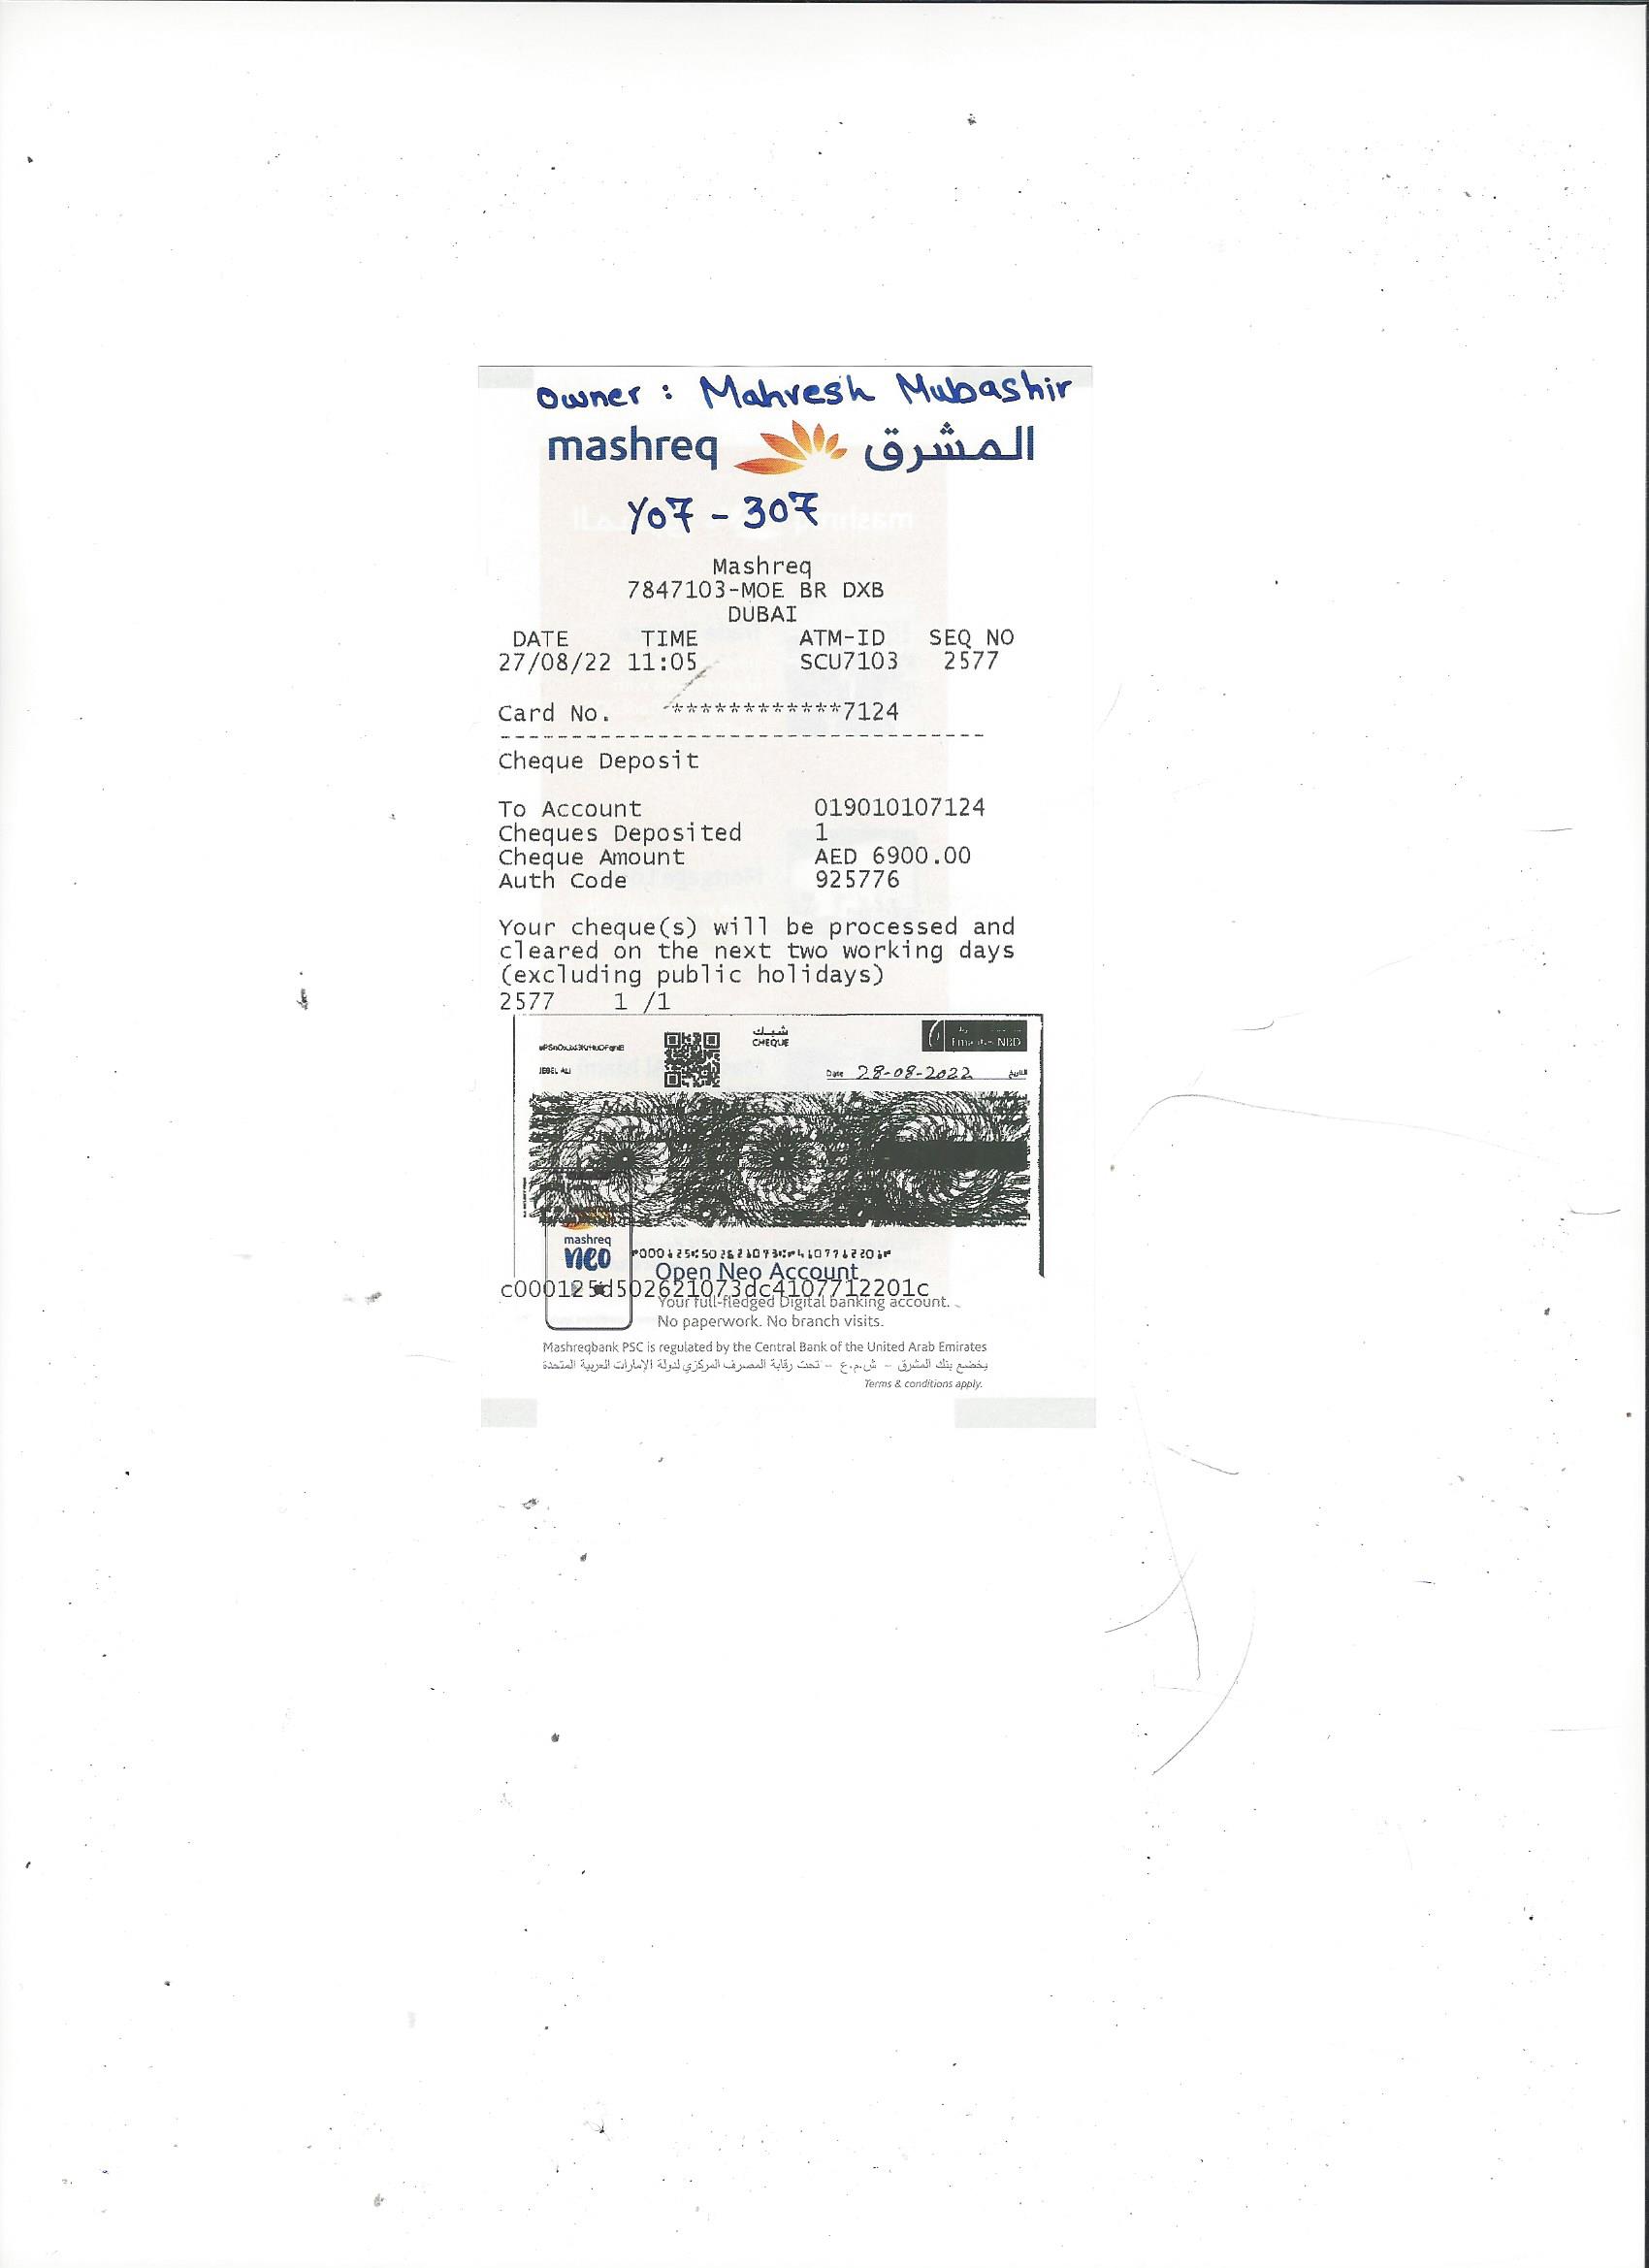 Owner : Mahvesh Mubashir
mashreq المشرق
Y07 - 307
Mashreq
7847103-MOE BR DXB
DUBAI
DATE TIME ATM-ID SEQ NO
27/08/22 11:05 SCU7103 2577
Card No. ************7124
--------------------------------
Cheque Deposit
To Account 019010107124
Cheques Deposited 1
Cheque Amount AED 6900.00
Auth Code 925776
Your cheque(s) will be processed and
cleared on the next two working days
(excluding public holidays)
2577 1 /1
شيك
CHEQUE
Emirates NBD
JEBEL ALI
Date 28-08-2022 التاريخ
mashreq
neo
Open Neo Account
c000125d502621073dc4107712201c
Your full-fledged Digital banking account.
No paperwork. No branch visits.
Mashreqbank PSC is regulated by the Central Bank of the United Arab Emirates
يخضع بنك المشرق – ش.م.ع – تحت رقابة المصرف المركزي لدولة الإمارات العربية المتحدة
Terms & conditions apply.